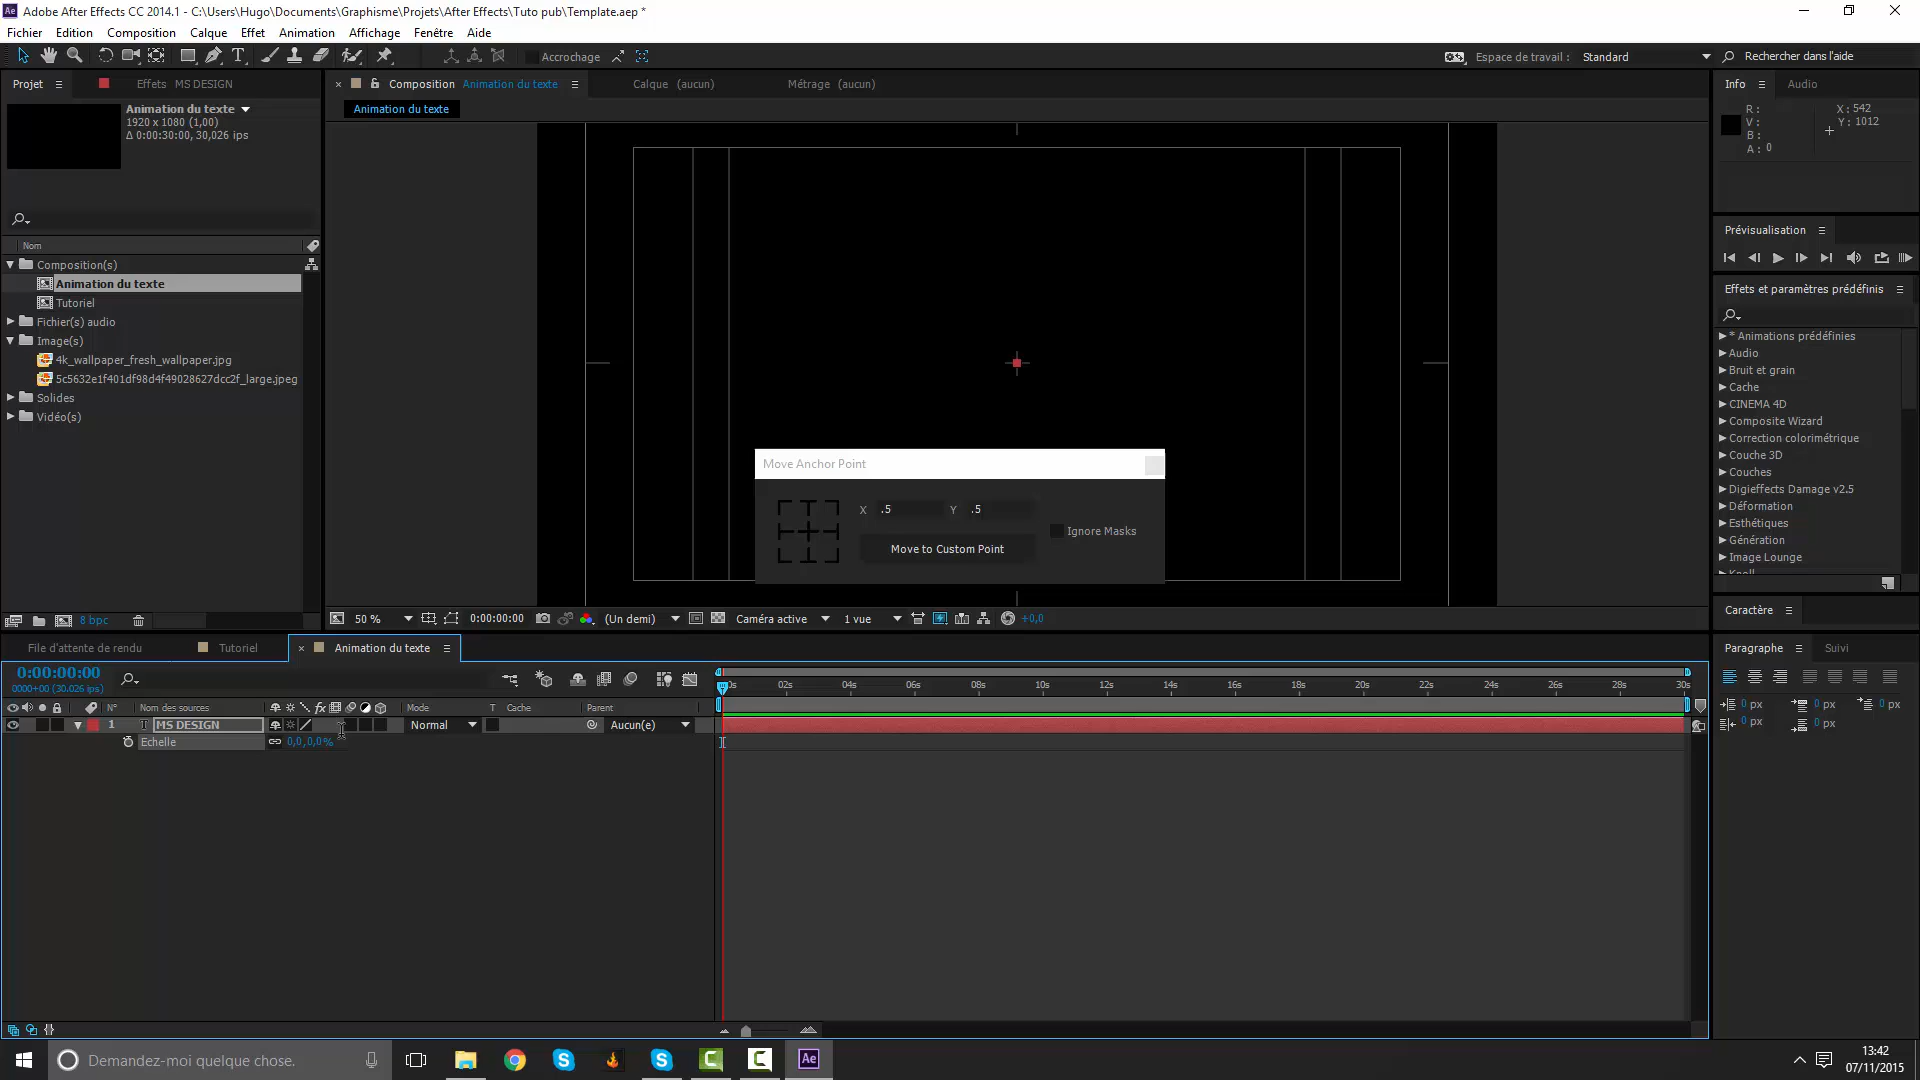 Adobe After Effects CC 2014.1 - C:\Users\Hugo\Documents\Graphisme\Projets\After Effects\Tuto pub\Template.aep *
Fichier Edition Composition Calque Effet Animation Affichage Fenêtre Aide
Accrochage Espace de travail : Standard Rechercher dans l'aide
Projet Effets MS DESIGN
Composition Animation du texte Calque (aucun) Métrage (aucun)
Info Audio
Animation du texte
1920 x 1080 (1,00)
Δ 0:00:30:00, 30,026 ips
Animation du texte
R :
V :
B :
A : 0
X : 542
Y : 1012
Nom
Composition(s)
Animation du texte
Tutoriel
Fichier(s) audio
Image(s)
4k_wallpaper_fresh_wallpaper.jpg
5c5632e1f401df98d4f49028627dcc2f_large.jpeg
Solides
Vidéo(s)
8 bpc
Prévisualisation
Effets et paramètres prédéfinis
* Animations prédéfinies
Audio
Bruit et grain
Cache
CINEMA 4D
Composite Wizard
Correction colorimétrique
Couche 3D
Couches
Digieffects Damage v2.5
Déformation
Esthétiques
Génération
Image Lounge
Knoll
Move Anchor Point
X .5 Y .5
Ignore Masks
Move to Custom Point
50 % 0:00:00:00 (Un demi) Caméra active 1 vue +0,0
Caractère
File d'attente de rendu Tutoriel Animation du texte
Paragraphe Suivi
0:00:00:00
0000+00 (30.026 ips)
02s 04s 06s 08s 10s 12s 14s 16s 18s 20s 22s 24s 26s 28s 30s
N° Nom des sources fx Mode T Cache Parent
1 T MS DESIGN Normal Aucun(e)
Echelle 0,0,0,0%
0 px 0 px 0 px
0 px 0 px
Ae
Demandez-moi quelque chose.
Ae
13:42
07/11/2015